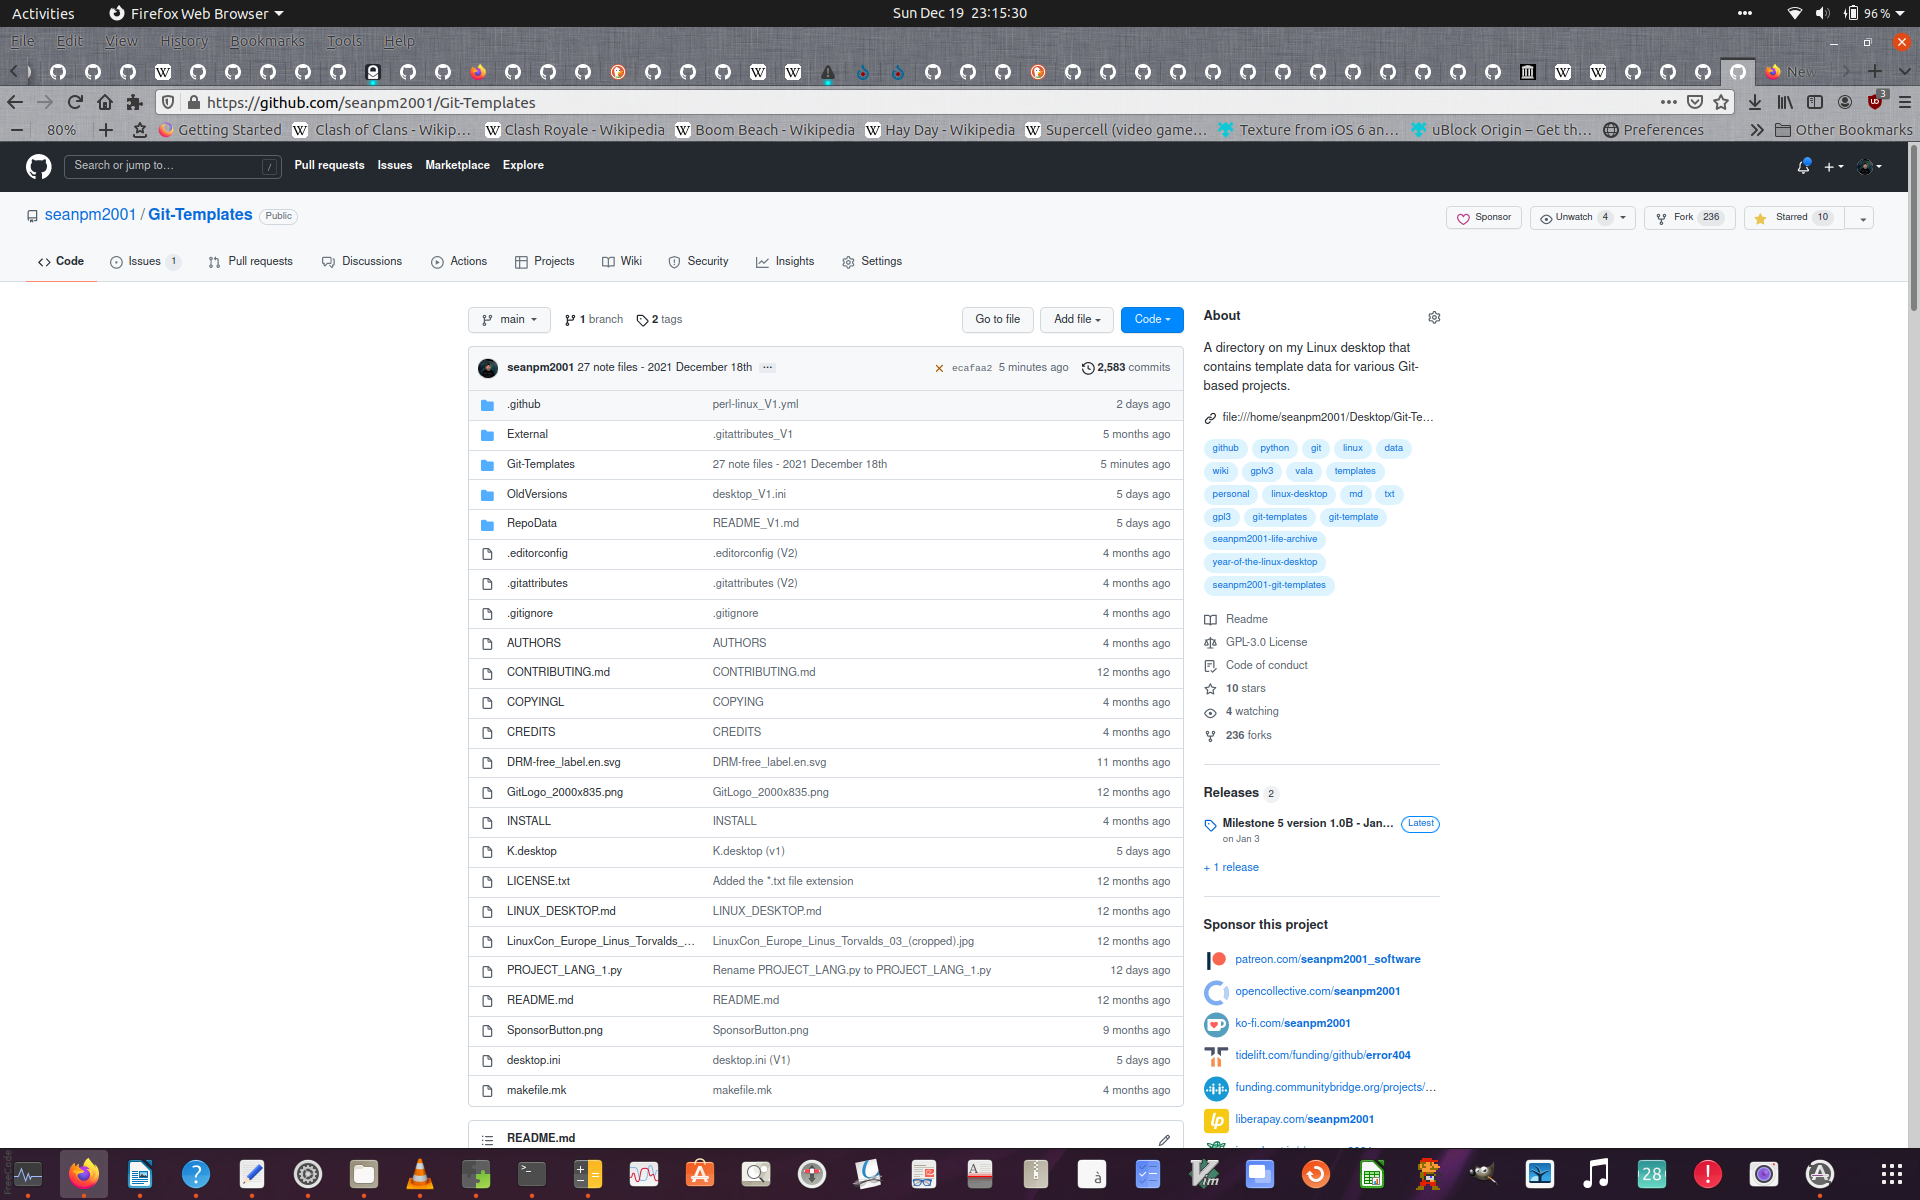 Activities
Firefox Web Browser
Sun Dec 19 23:15:30
96 %
File Edit View History Bookmarks Tools Help
New
https://github.com/seanpm2001/Git-Templates
3
80%
Getting Started
Clash of Clans - Wikip…
Clash Royale - Wikipedia
Boom Beach - Wikipedia
Hay Day - Wikipedia
Supercell (video game…
Texture from iOS 6 an…
uBlock Origin – Get th…
Preferences
Other Bookmarks
Search or jump to…
/
Pull requests Issues Marketplace Explore
seanpm2001 / Git-Templates Public
Sponsor
Unwatch 4
Fork 236
Starred 10
Code
Issues 1
Pull requests
Discussions
Actions
Projects
Wiki
Security
Insights
Settings
main
1 branch
2 tags
Go to file
Add file
Code
seanpm2001 27 note files - 2021 December 18th
ecafaa2 5 minutes ago
2,583 commits
.github perl-linux_V1.yml 2 days ago
External .gitattributes_V1 5 months ago
Git-Templates 27 note files - 2021 December 18th 5 minutes ago
OldVersions desktop_V1.ini 5 days ago
RepoData README_V1.md 5 days ago
.editorconfig .editorconfig (V2) 4 months ago
.gitattributes .gitattributes (V2) 4 months ago
.gitignore .gitignore 4 months ago
AUTHORS AUTHORS 4 months ago
CONTRIBUTING.md CONTRIBUTING.md 12 months ago
COPYINGL COPYING 4 months ago
CREDITS CREDITS 4 months ago
DRM-free_label.en.svg DRM-free_label.en.svg 11 months ago
GitLogo_2000x835.png GitLogo_2000x835.png 12 months ago
INSTALL INSTALL 4 months ago
K.desktop K.desktop (v1) 5 days ago
LICENSE.txt Added the *.txt file extension 12 months ago
LINUX_DESKTOP.md LINUX_DESKTOP.md 12 months ago
LinuxCon_Europe_Linus_Torvalds_… LinuxCon_Europe_Linus_Torvalds_03_(cropped).jpg 12 months ago
PROJECT_LANG_1.py Rename PROJECT_LANG.py to PROJECT_LANG_1.py 12 days ago
README.md README.md 12 months ago
SponsorButton.png SponsorButton.png 9 months ago
desktop.ini desktop.ini (V1) 5 days ago
makefile.mk makefile.mk 4 months ago
README.md
About
A directory on my Linux desktop that
contains template data for various Git-
based projects.
file:///home/seanpm2001/Desktop/Git-Te…
github python git linux data
wiki gplv3 vala templates
personal linux-desktop md txt
gpl3 git-templates git-template
seanpm2001-life-archive
year-of-the-linux-desktop
seanpm2001-git-templates
Readme
GPL-3.0 License
Code of conduct
10 stars
4 watching
236 forks
Releases 2
Milestone 5 version 1.0B - Jan… Latest
on Jan 3
+ 1 release
Sponsor this project
patreon.com/seanpm2001_software
opencollective.com/seanpm2001
ko-fi.com/seanpm2001
tidelift.com/funding/github/error404
funding.communitybridge.org/projects/…
lp liberapay.com/seanpm2001
28